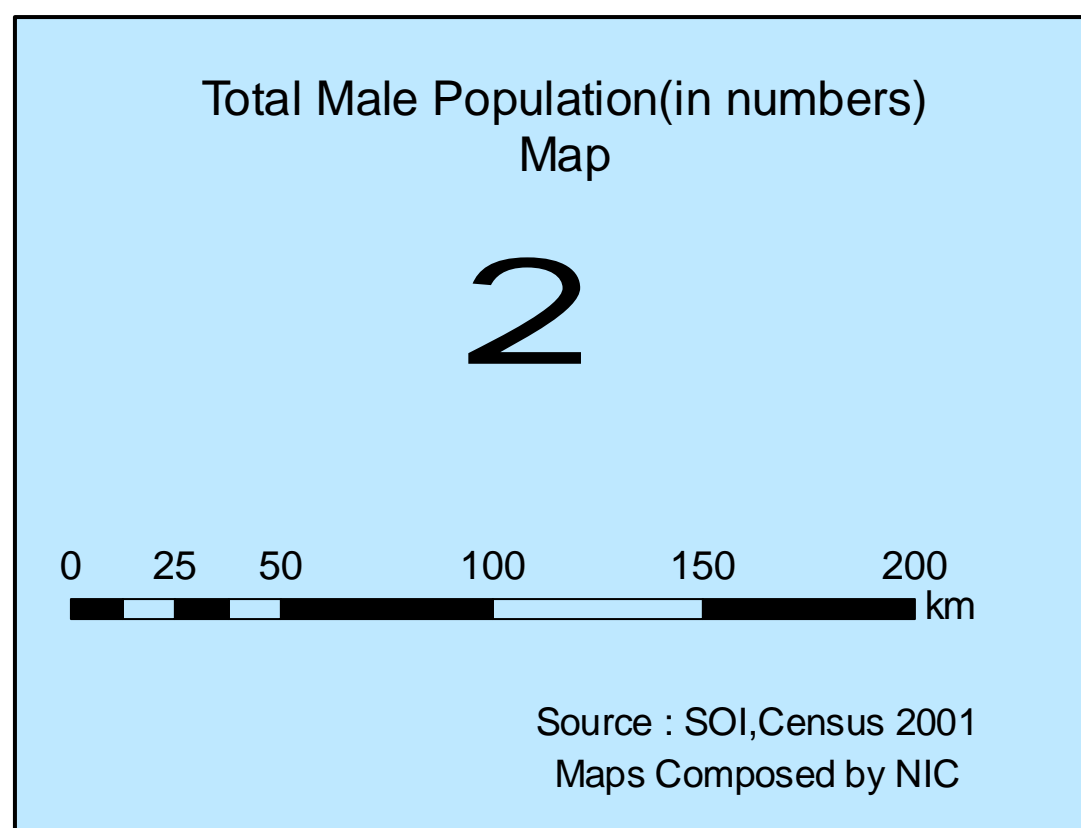 Total Male Population(in numbers)
Map
2
0 25 50 100 150 200
km
Source : SOI,Census 2001
Maps Composed by NIC